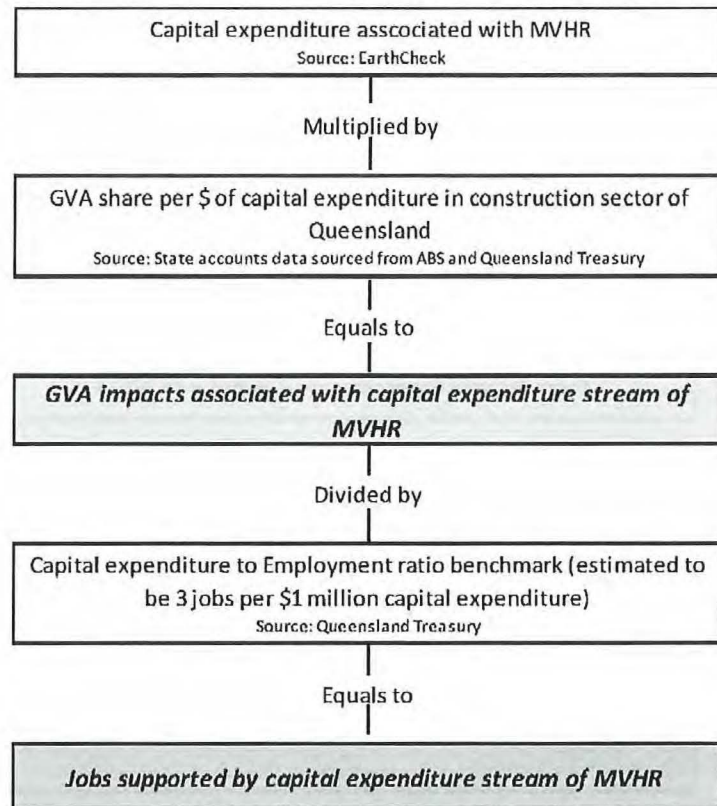 Capital expenditure asscociated with MVHR
Source: EarthCheck
Multiplied by
GVA share per $ of capital expenditure in construction sector of
Queensland
Source: State accounts data sourced from ABS and Queensland Treasury
Equals to
GVA impacts associated with capital expenditure stream of
MVHR
Divided by
Capital expenditure to Employment ratio benchmark (estimated to
be 3 jobs per $1 million capital expenditure)
Source: Queensland Treasury
Equals to
Jobs supported by capital expenditure stream of MVHR